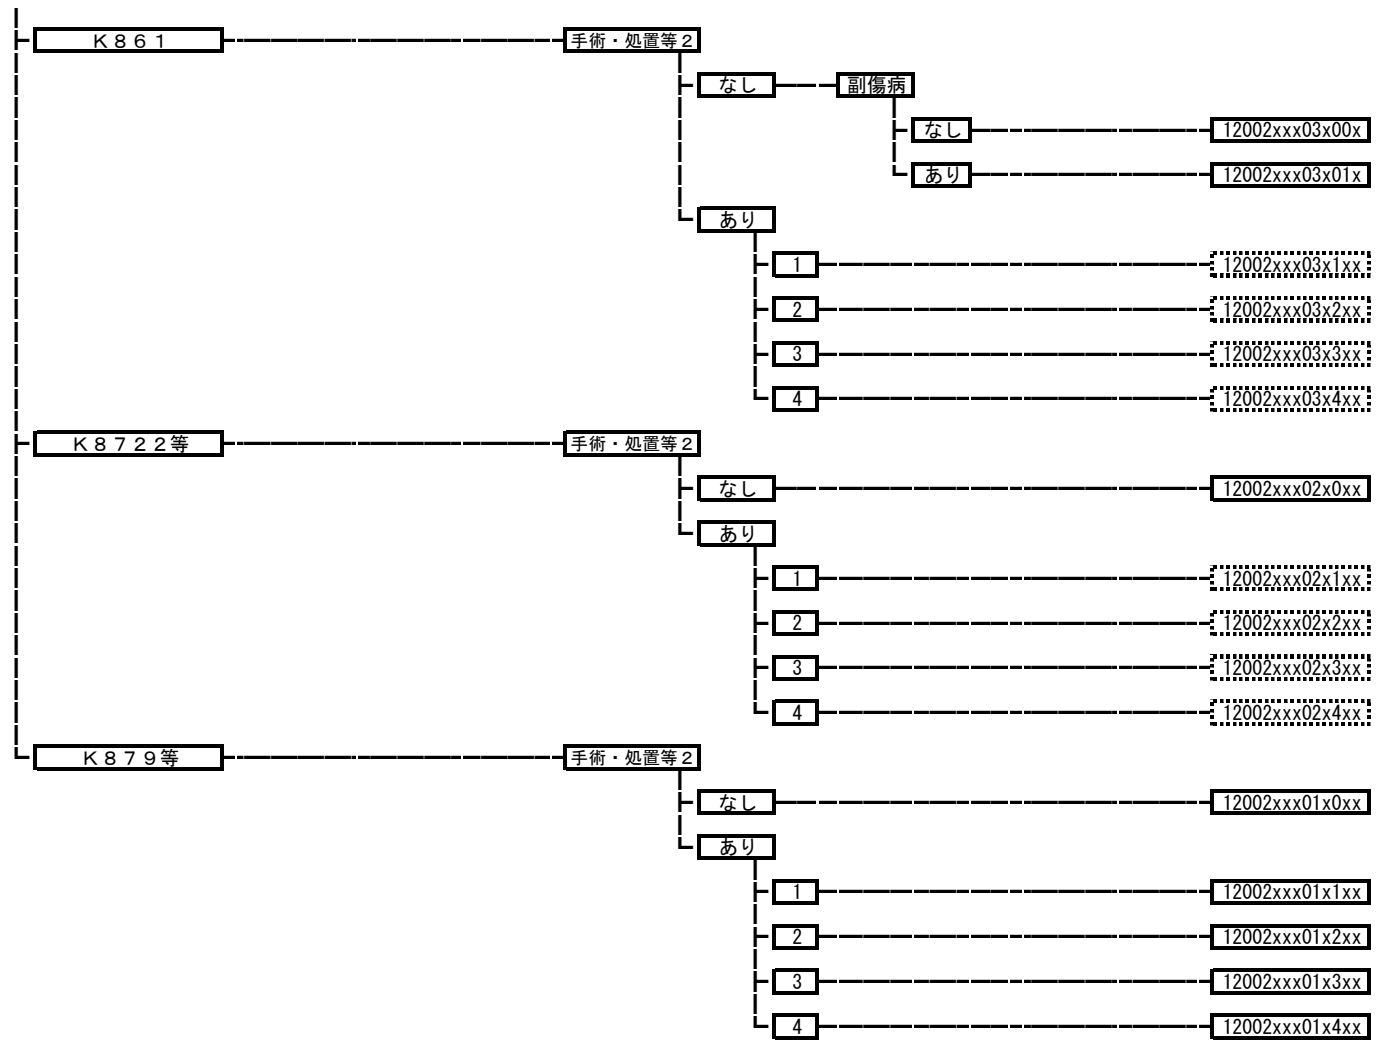 Ｋ８６１ 手術・処置等２
なし 副傷病
なし 12002xxx03x00x
あり 12002xxx03x01x
あり
1 12002xxx03x1xx
2 12002xxx03x2xx
3 12002xxx03x3xx
4 12002xxx03x4xx
Ｋ８７２２等 手術・処置等２
なし 12002xxx02x0xx
あり
1 12002xxx02x1xx
2 12002xxx02x2xx
3 12002xxx02x3xx
4 12002xxx02x4xx
Ｋ８７９等 手術・処置等２
なし 12002xxx01x0xx
あり
1 12002xxx01x1xx
2 12002xxx01x2xx
3 12002xxx01x3xx
4 12002xxx01x4xx